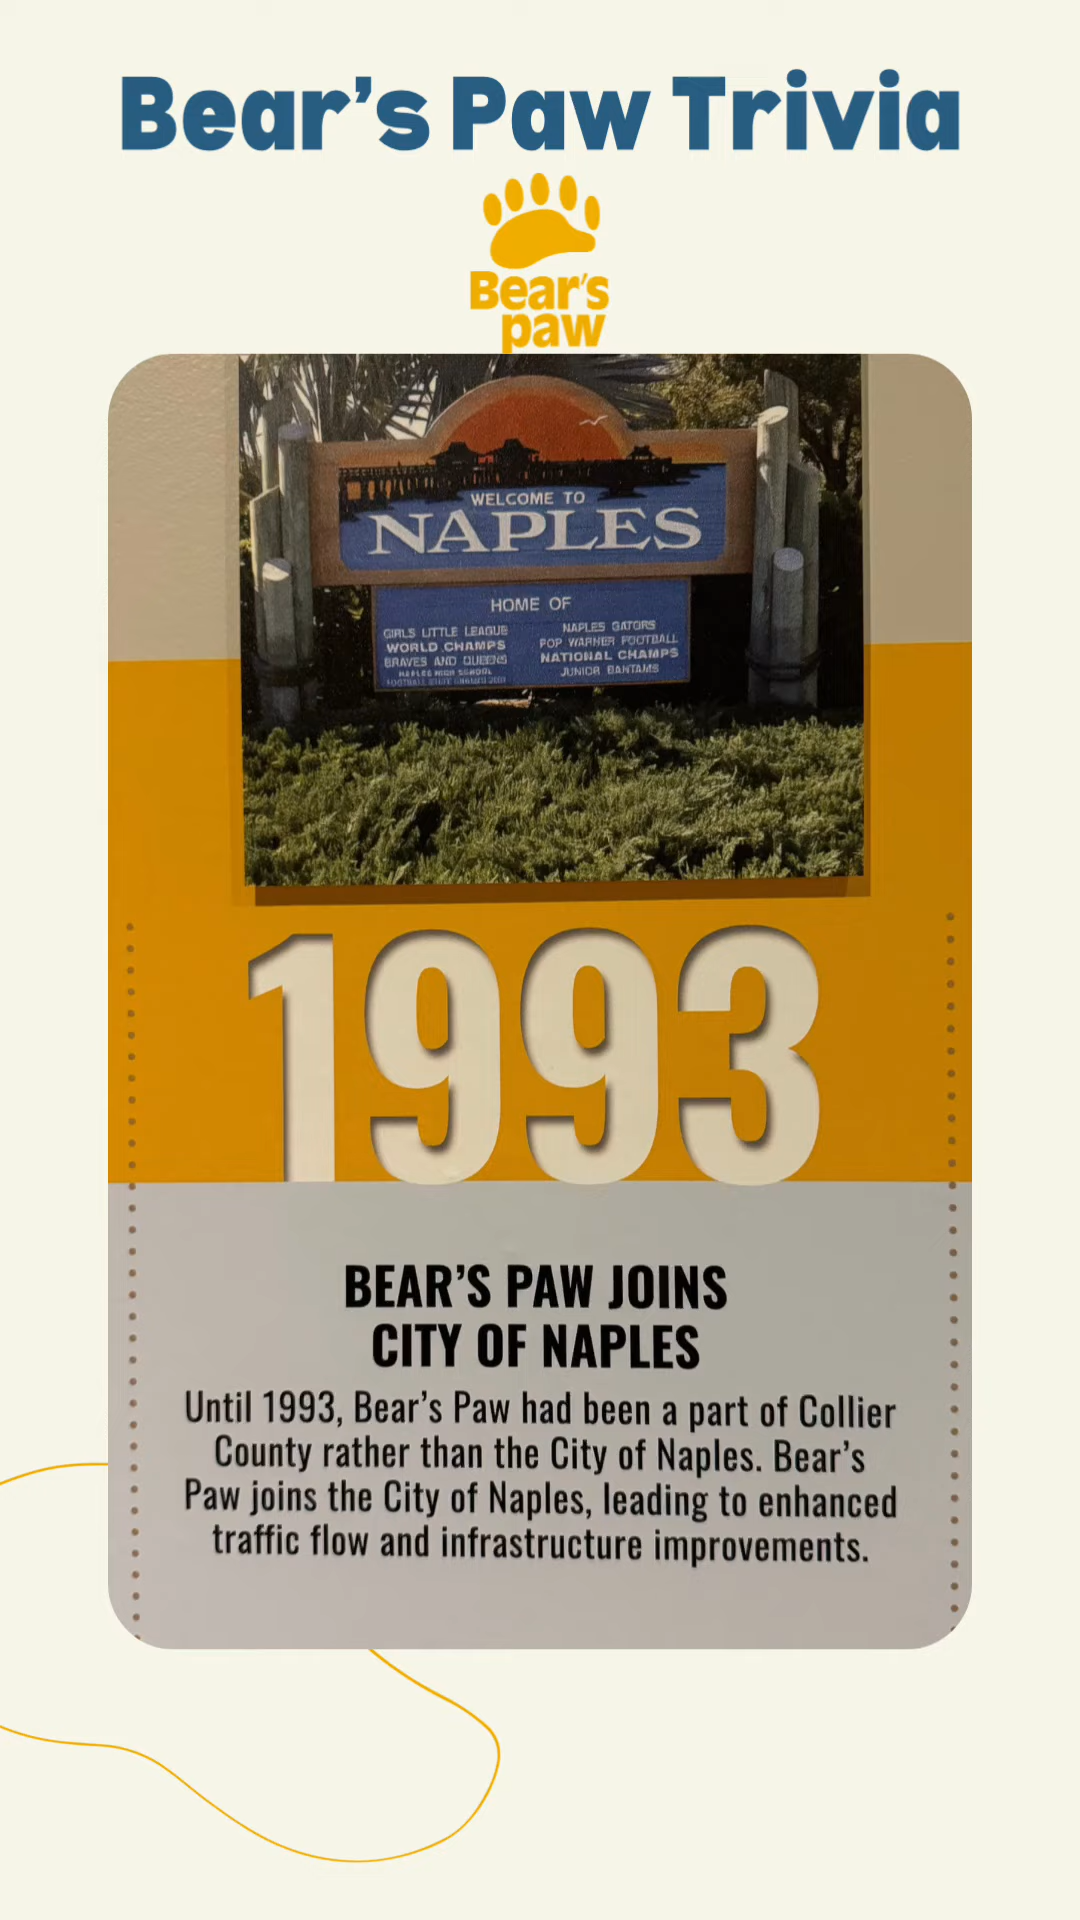 Bear's Paw Trivia
Bear's
paw
WELCOME TO
NAPLES
HOME OF
GIRLS LITTLE LEAGUE
WORLD CHAMPS
BRAVES AND QUEENS
NAPLES HIGH SCHOOL
NAPLES GATORS
POP WARNER FOOTBALL
NATIONAL CHAMPS
JUNIOR BANTAMS
1993
BEAR'S PAW JOINS
CITY OF NAPLES
Until 1993, Bear's Paw had been a part of Collier
County rather than the City of Naples. Bear's
Paw joins the City of Naples, leading to enhanced
traffic flow and infrastructure improvements.